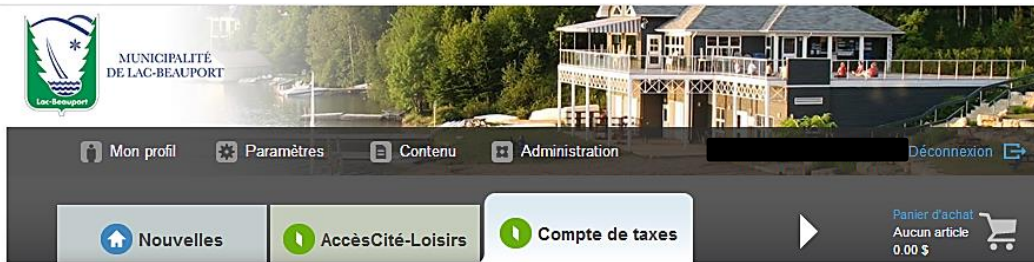 MUNICIPALITÉ
DE LAC-BEAUPORT
Lac-Beauport
Mon profil Paramètres Contenu Administration Déconnexion
Panier d'achat
Nouvelles AccèsCité-Loisirs Compte de taxes Aucun article
0.00 $